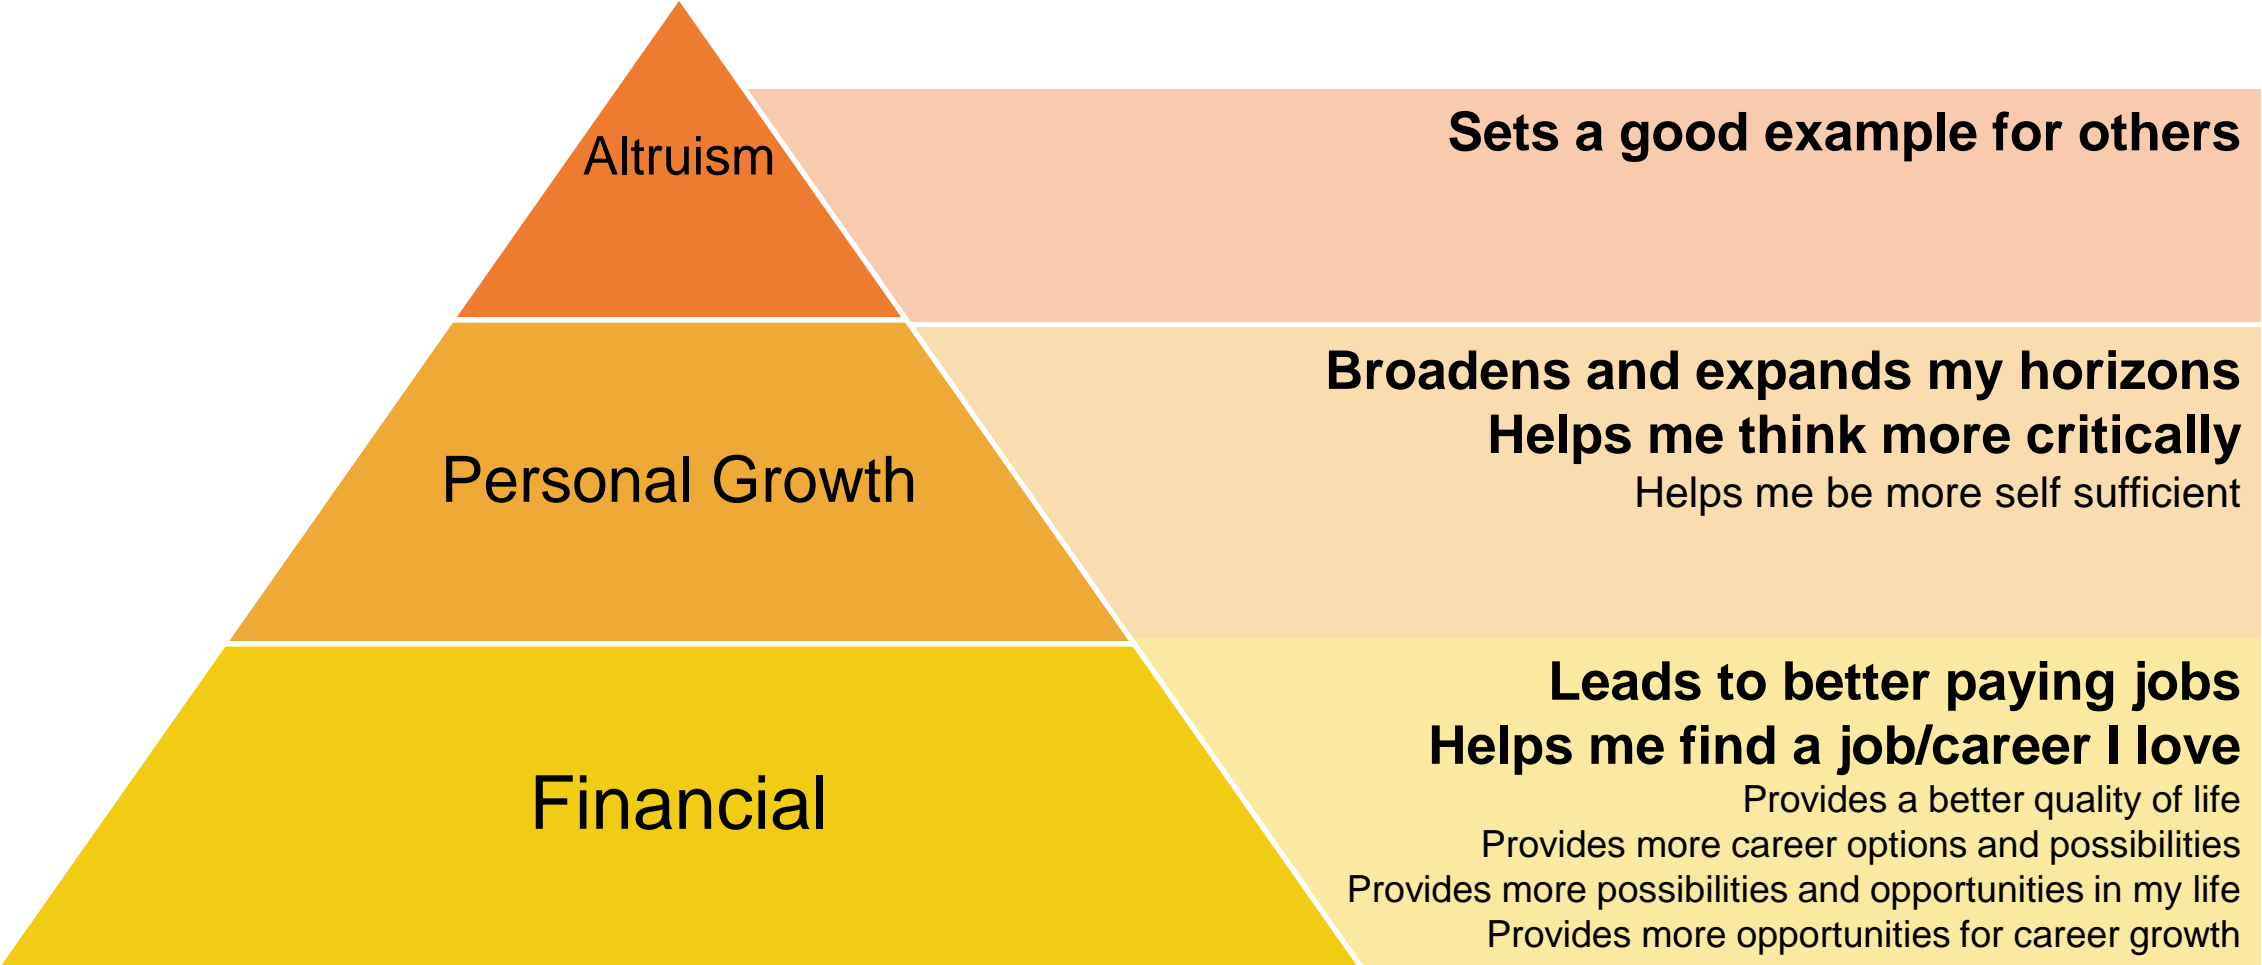 Altruism
Sets a good example for others
Personal Growth
Broadens and expands my horizons
Helps me think more critically
Helps me be more self sufficient
Financial
Leads to better paying jobs
Helps me find a job/career I love
Provides a better quality of life
Provides more career options and possibilities
Provides more possibilities and opportunities in my life
Provides more opportunities for career growth